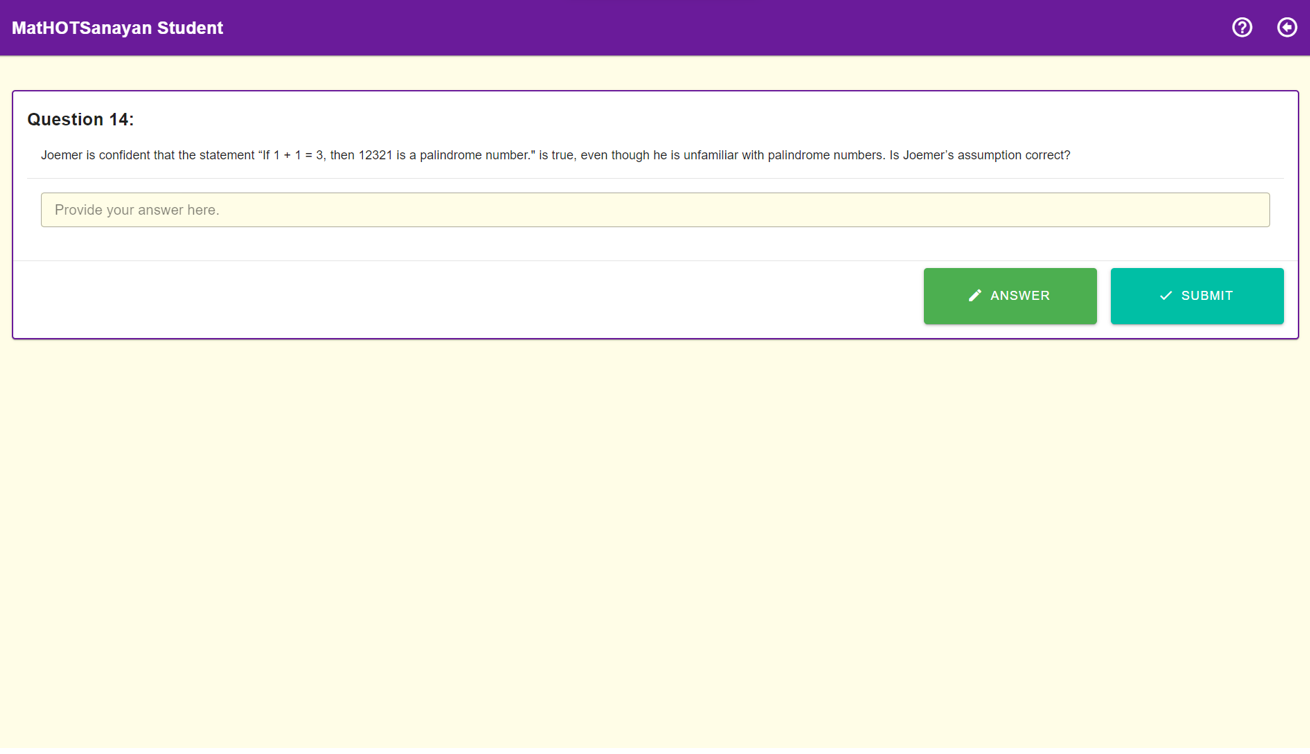 MatHOTSanayan Student
Question 14:
Joemer is confident that the statement “If 1 + 1 = 3, then 12321 is a palindrome number." is true, even though he is unfamiliar with palindrome numbers. Is Joemer’s assumption correct?
Provide your answer here.
ANSWER
SUBMIT